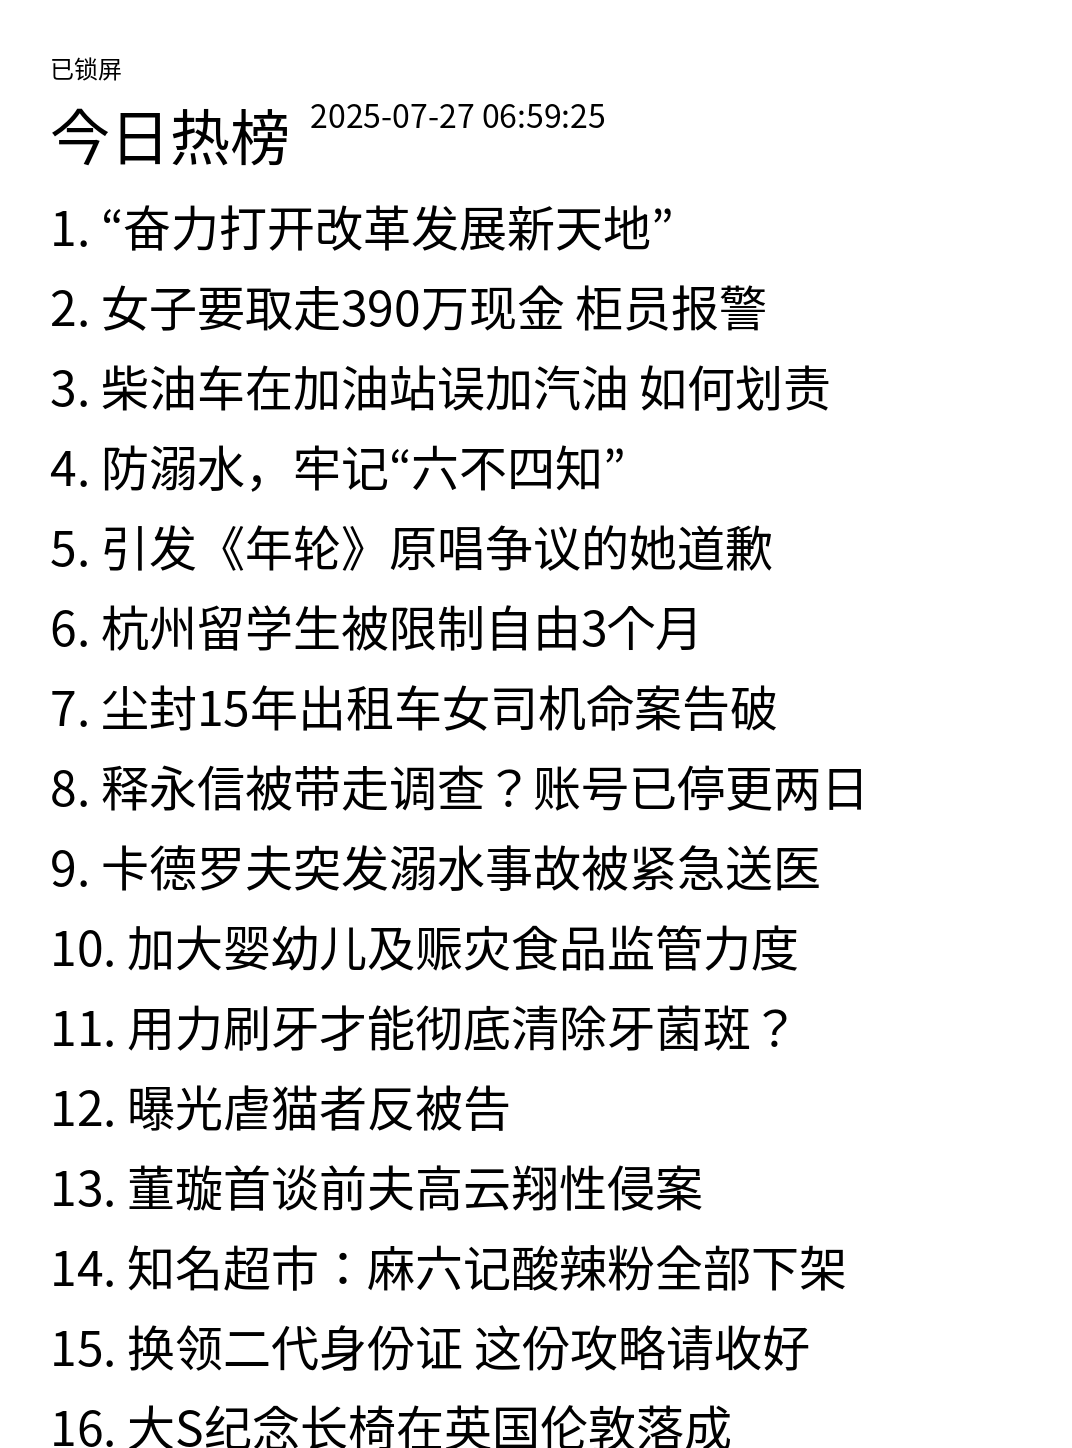 已锁屏
今日热榜 2025-07-27 06:59:25
1. “奋力打开改革发展新天地”
2. 女子要取走390万现金 柜员报警
3. 柴油车在加油站误加汽油 如何划责
4. 防溺水，牢记“六不四知”
5. 引发《年轮》原唱争议的她道歉
6. 杭州留学生被限制自由3个月
7. 尘封15年出租车女司机命案告破
8. 释永信被带走调查？账号已停更两日
9. 卡德罗夫突发溺水事故被紧急送医
10. 加大婴幼儿及赈灾食品监管力度
11. 用力刷牙才能彻底清除牙菌斑？
12. 曝光虐猫者反被告
13. 董璇首谈前夫高云翔性侵案
14. 知名超市：麻六记酸辣粉全部下架
15. 换领二代身份证 这份攻略请收好
16. 大S纪念长椅在英国伦敦落成